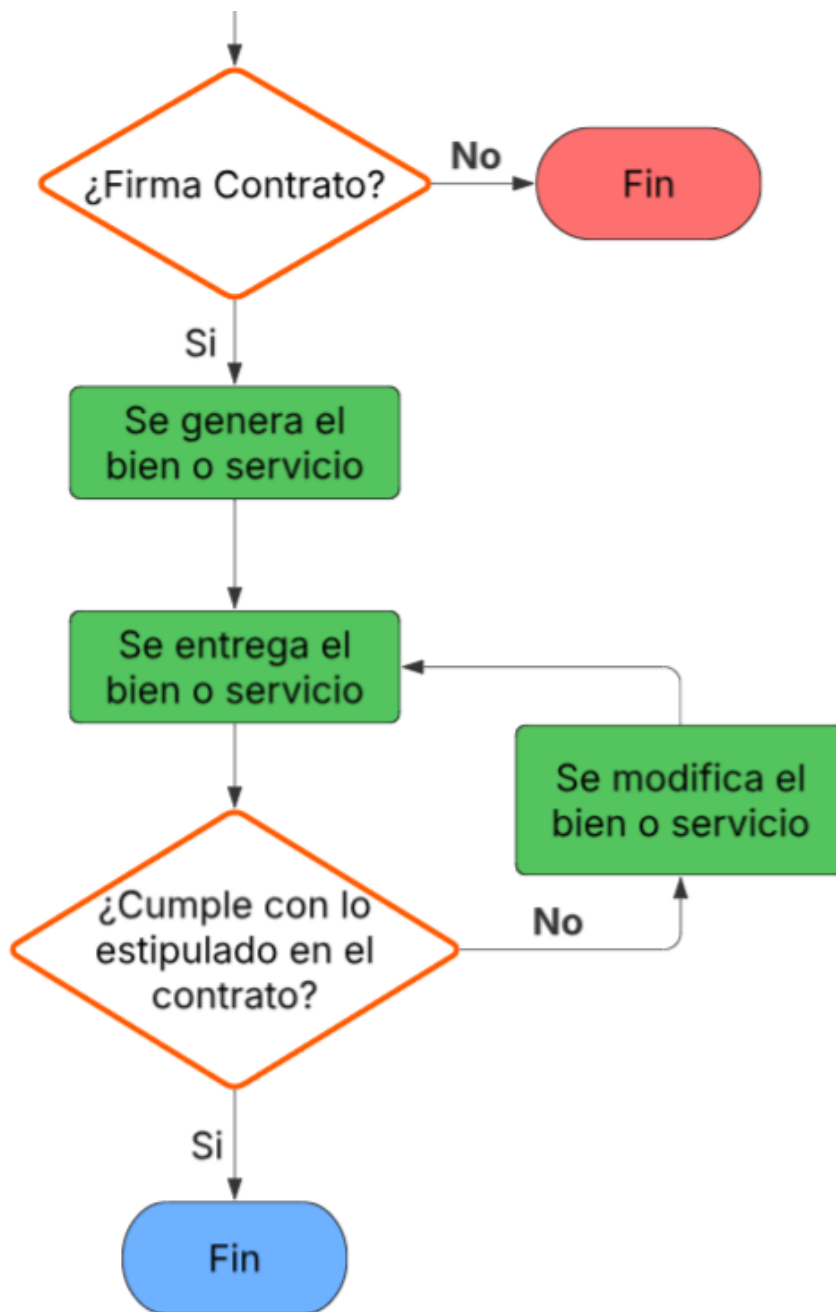 ¿Firma Contrato?
No
Fin
Si
Se genera el
bien o servicio
Se entrega el
bien o servicio
Se modifica el
bien o servicio
¿Cumple con lo
estipulado en el
contrato?
No
Si
Fin